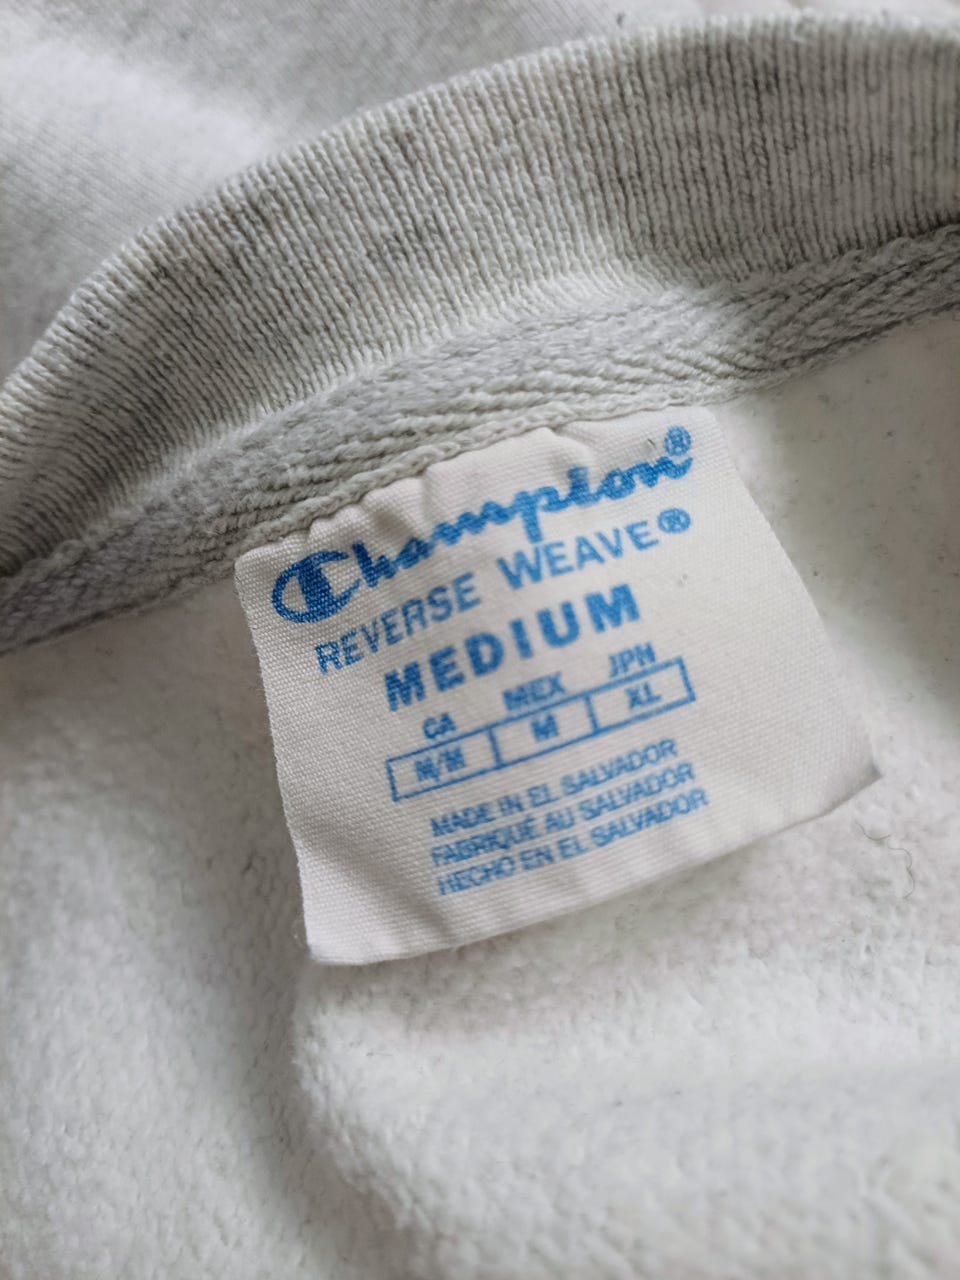 Champion®
REVERSE WEAVE®
MEDIUM
CA MEX JPN
M/M M XL
MADE IN EL SALVADOR
FABRIQUÉ AU SALVADOR
HECHO EN EL SALVADOR